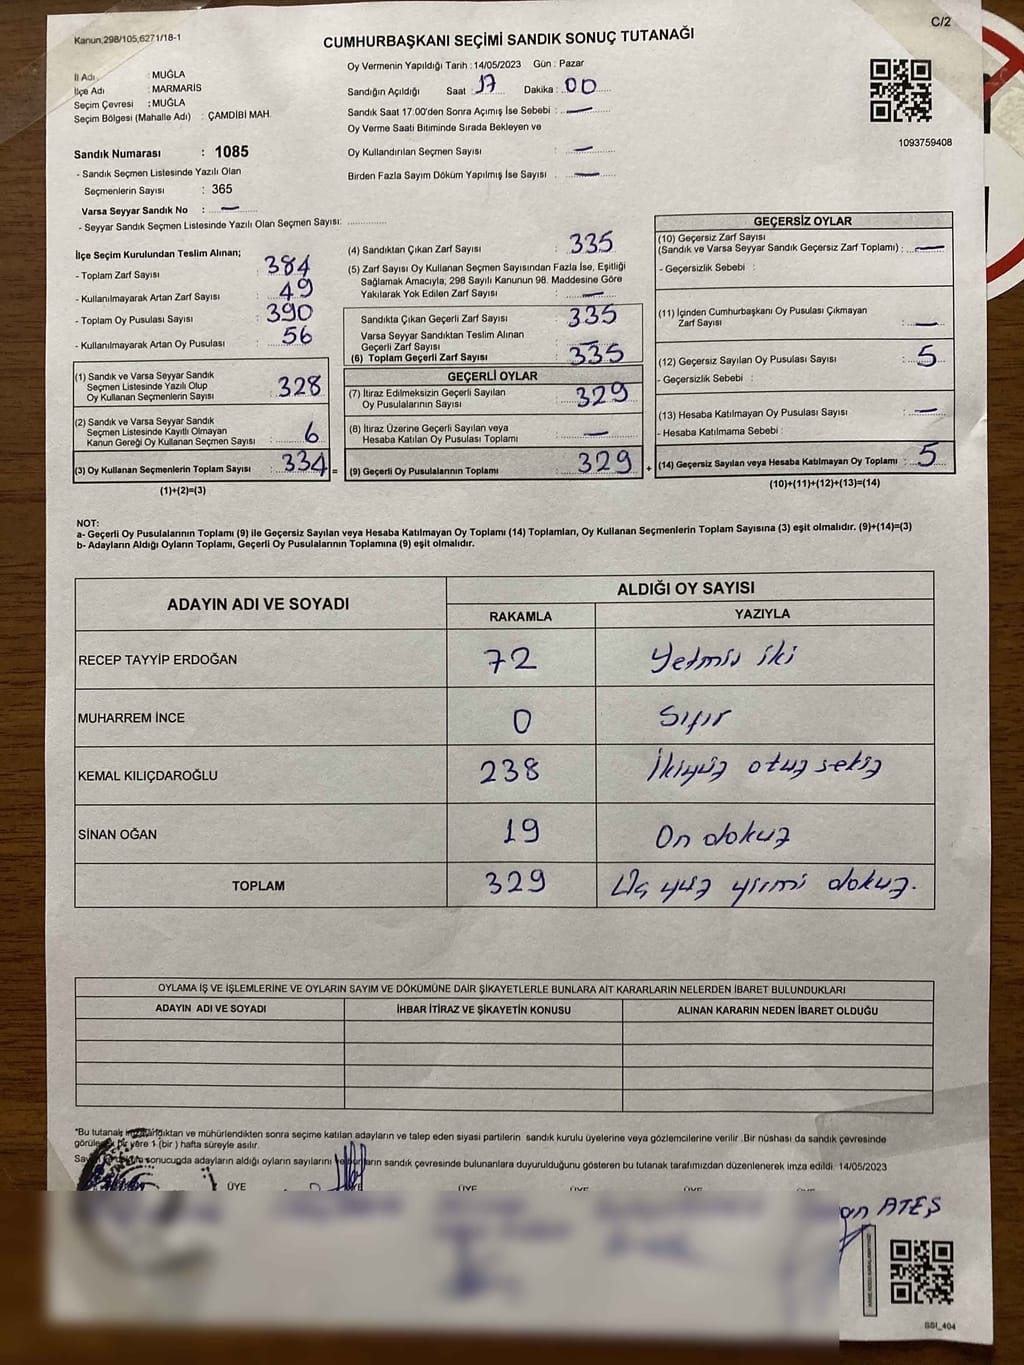 C/2
Kanun;298/105,6271/18-1
CUMHURBAŞKANI SEÇİMİ SANDIK SONUÇ TUTANAĞI
İl Adı : MUĞLA
İlçe Adı : MARMARİS
Seçim Çevresi : MUĞLA
Seçim Bölgesi (Mahalle Adı) : ÇAMDİBİ MAH.
Sandık Numarası : 1085
- Sandık Seçmen Listesinde Yazılı Olan
Seçmenlerin Sayısı : 365
Varsa Seyyar Sandık No : —
- Seyyar Sandık Seçmen Listesinde Yazılı Olan Seçmen Sayısı: ..............
Oy Vermenin Yapıldığı Tarih : 14/05/2023 Gün : Pazar
Sandığın Açıldığı Saat : 17 Dakika : 00
Sandık Saat 17.00'den Sonra Açımış İse Sebebi : —
Oy Verme Saati Bitiminde Sırada Bekleyen ve
Oy Kullandırılan Seçmen Sayısı : —
Birden Fazla Sayım Döküm Yapılmış İse Sayısı : —
1093759408
İlçe Seçim Kurulundan Teslim Alınan;
- Toplam Zarf Sayısı : 384
- Kullanılmayarak Artan Zarf Sayısı : 49
- Toplam Oy Pusulası Sayısı : 390
- Kullanılmayarak Artan Oy Pusulası : 56
(1) Sandık ve Varsa Seyyar Sandık
Seçmen Listesinde Yazılı Olup
Oy Kullanan Seçmenlerin Sayısı : 328
(2) Sandık ve Varsa Seyyar Sandık
Seçmen Listesinde Kayıtlı Olmayan
Kanun Gereği Oy Kullanan Seçmen Sayısı : 6
(3) Oy Kullanan Seçmenlerin Toplam Sayısı : 334 =
(1)+(2)=(3)
(4) Sandıktan Çıkan Zarf Sayısı : 335
(5) Zarf Sayısı Oy Kullanan Seçmen Sayısından Fazla İse, Eşitliği
Sağlamak Amacıyla; 298 Sayılı Kanunun 98. Maddesine Göre
Yakılarak Yok Edilen Zarf Sayısı : —
Sandıkta Çıkan Geçerli Zarf Sayısı : 335
Varsa Seyyar Sandıktan Teslim Alınan
Geçerli Zarf Sayısı : —
(6) Toplam Geçerli Zarf Sayısı : 335
GEÇERLİ OYLAR
(7) İtiraz Edilmeksizin Geçerli Sayılan
Oy Pusulalarının Sayısı : 329
(8) İtiraz Üzerine Geçerli Sayılan veya
Hesaba Katılan Oy Pusulası Toplamı : —
(9) Geçerli Oy Pusulalarının Toplamı : 329 +
GEÇERSİZ OYLAR
(10) Geçersiz Zarf Sayısı
(Sandık ve Varsa Seyyar Sandık Geçersiz Zarf Toplamı) : —
- Geçersizlik Sebebi :
(11) İçinden Cumhurbaşkanı Oy Pusulası Çıkmayan
Zarf Sayısı : —
(12) Geçersiz Sayılan Oy Pusulası Sayısı : 5
- Geçersizlik Sebebi :
(13) Hesaba Katılmayan Oy Pusulası Sayısı : —
- Hesaba Katılmama Sebebi :
(14) Geçersiz Sayılan veya Hesaba Katılmayan Oy Toplamı : 5
(10)+(11)+(12)+(13)=(14)
NOT:
a- Geçerli Oy Pusulalarının Toplamı (9) ile Geçersiz Sayılan veya Hesaba Katılmayan Oy Toplamı (14) Toplamları, Oy Kullanan Seçmenlerin Toplam Sayısına (3) eşit olmalıdır. (9)+(14)=(3)
b- Adayların Aldığı Oyların Toplamı, Geçerli Oy Pusulalarının Toplamına (9) eşit olmalıdır.
ADAYIN ADI VE SOYADI ALDIĞI OY SAYISI
RAKAMLA YAZIYLA
RECEP TAYYİP ERDOĞAN 72 Yetmiş iki
MUHARREM İNCE 0 Sıfır
KEMAL KILIÇDAROĞLU 238 İkiyüz otuz sekiz
SİNAN OĞAN 19 On dokuz
TOPLAM 329 Üç yüz yirmi dokuz.
OYLAMA İŞ VE İŞLEMLERİNE VE OYLARIN SAYIM VE DÖKÜMÜNE DAİR ŞİKAYETLERLE BUNLARA AİT KARARLARIN NELERDEN İBARET BULUNDUKLARI
ADAYIN ADI VE SOYADI İHBAR İTİRAZ VE ŞİKAYETİN KONUSU ALINAN KARARIN NEDEN İBARET OLDUĞU
*Bu tutanak imzalandıktan ve mühürlendikten sonra seçime katılan adayların ve talep eden siyasi partilerin sandık kurulu üyelerine veya gözlemcilerine verilir .Bir nüshası da sandık çevresinde
görülecek bir yere 1 (bir ) hafta süreyle asılır.
sonucunda adayların aldığı oyların sayılarını sandık çevresinde bulunanlara duyurulduğunu gösteren bu tutanak tarafımızdan düzenlenerek imza edildi. 14/05/2023
ÜYE
ATEŞ
SSI_404